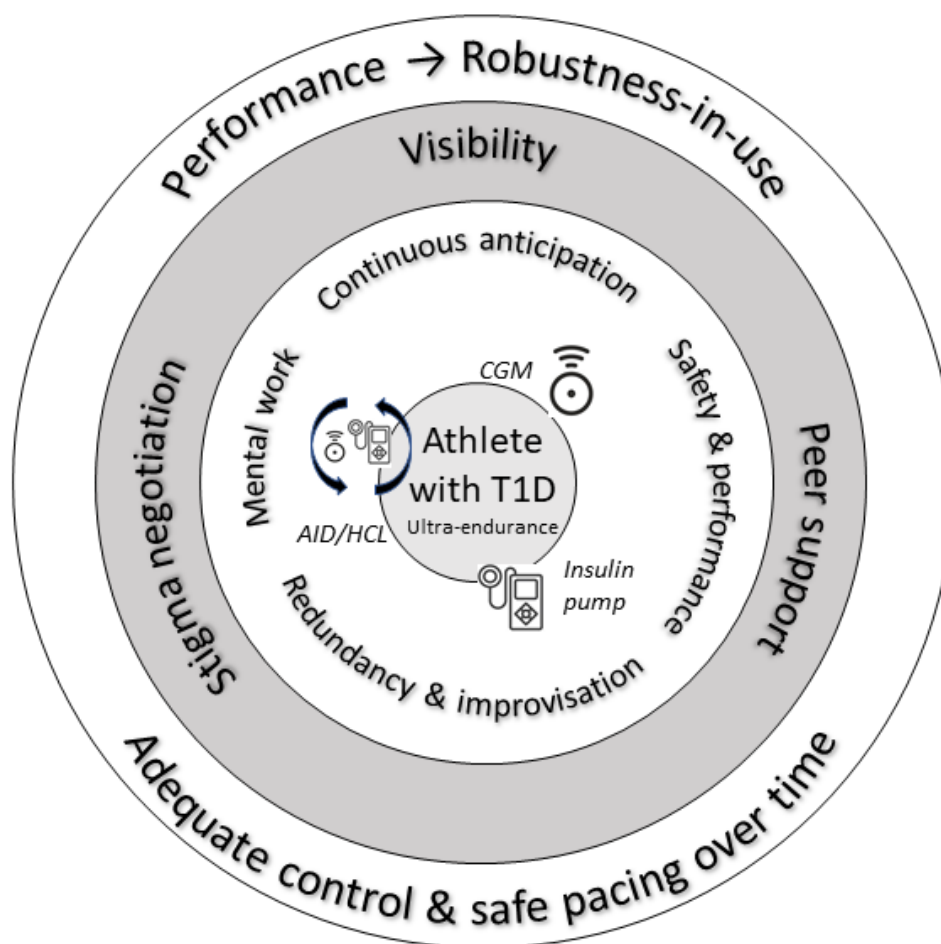 Performance → Robustness-in-use
Visibility
Continuous anticipation
Mental work
Safety & performance
Stigma negotiation
Peer support
CGM
Athlete
with T1D
Ultra-endurance
AID/HCL
Insulin
pump
Redundancy & improvisation
Adequate control & safe pacing over time